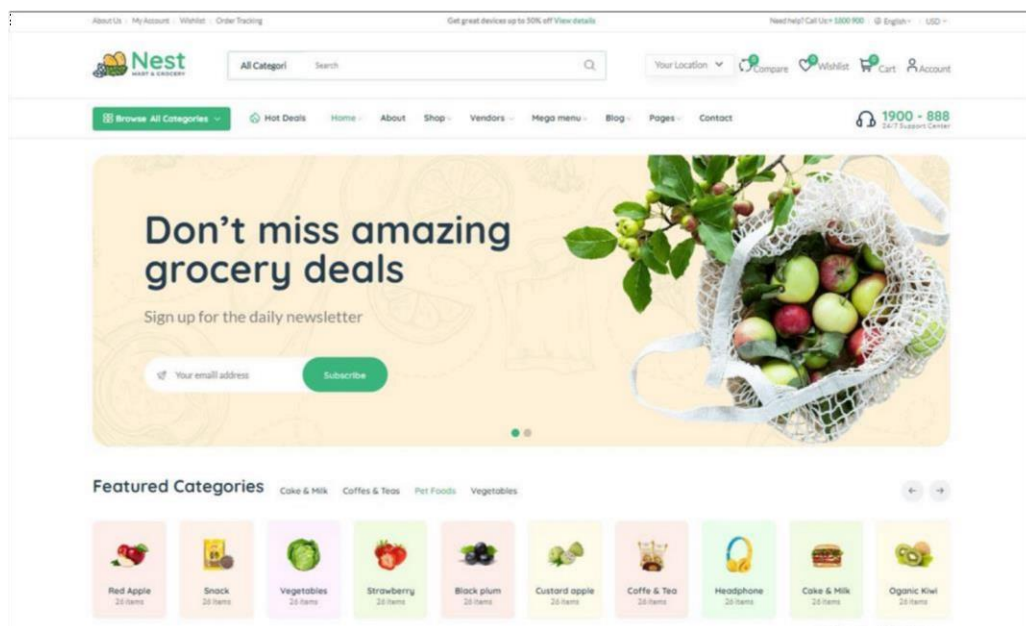 About Us My Account Wishlist Order Tracking
Get great devices up to 50% off View details
Need help? Call Us: + 1800 900 English USD
Nest
MART & GROCERY
All Categori Search
Your Location
0 Compare
0 Wishlist
0 Cart
Account
Browse All Categories
Hot Deals Home About Shop Vendors Mega menu Blog Pages Contact
1900 - 888
24/7 Support Center
Don't miss amazing
grocery deals
Sign up for the daily newsletter
Your emaill address Subscribe
Featured Categories Cake & Milk Coffes & Teas Pet Foods Vegetables
Red Apple
26 items
Snack
26 items
Vegetables
26 items
Strawberry
26 items
Black plum
26 items
Custard apple
26 items
Coffe & Tea
26 items
Headphone
26 items
Cake & Milk
26 items
Oganic Kiwi
26 items